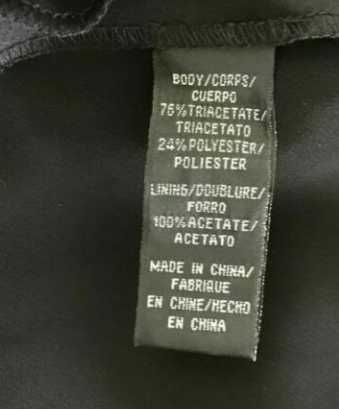 BODY/CORPS/
CUERPO
76%TRIACETATE/
TRIACETATO
24%POLYESTER/
POLIESTER
LINING/DOUBLURE/
FORRO
100%ACETATE/
ACETATO
MADE IN CHINA/
FABRIQUE
EN CHINE/HECHO
EN CHINA